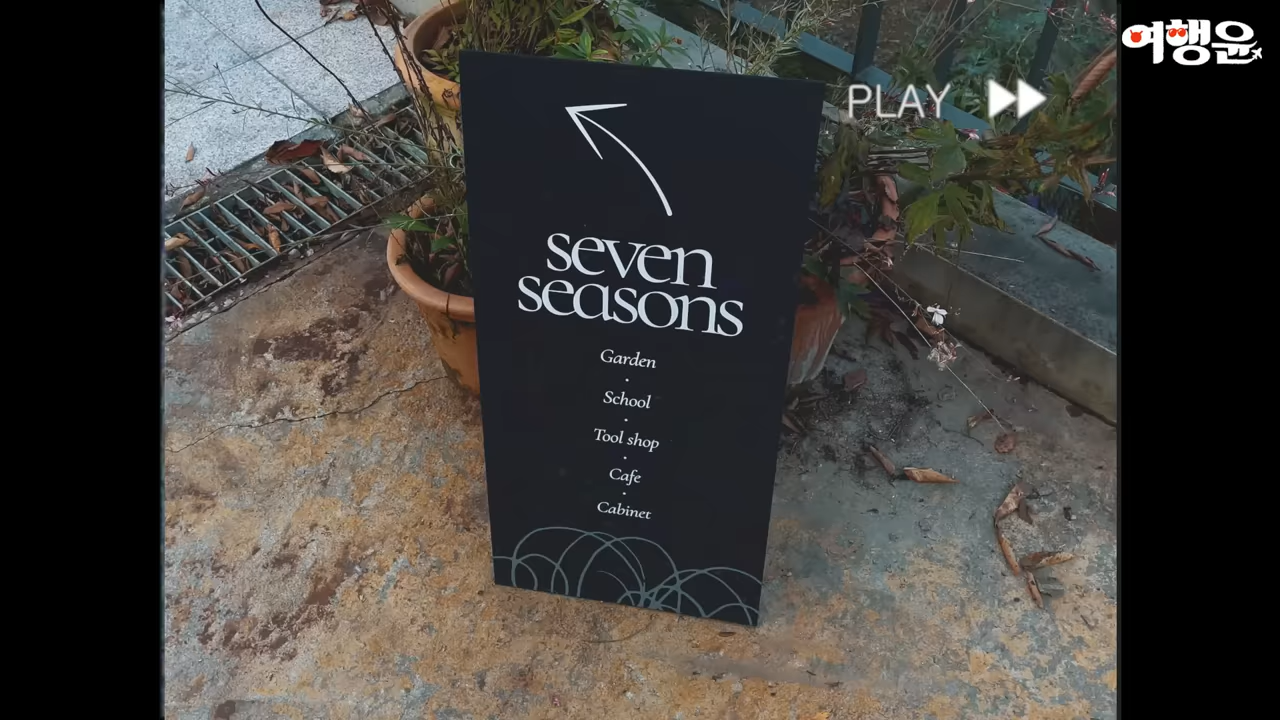 여행윤
PLAY
seven
seasons
Garden
School
Tool shop
Cafe
Cabinet